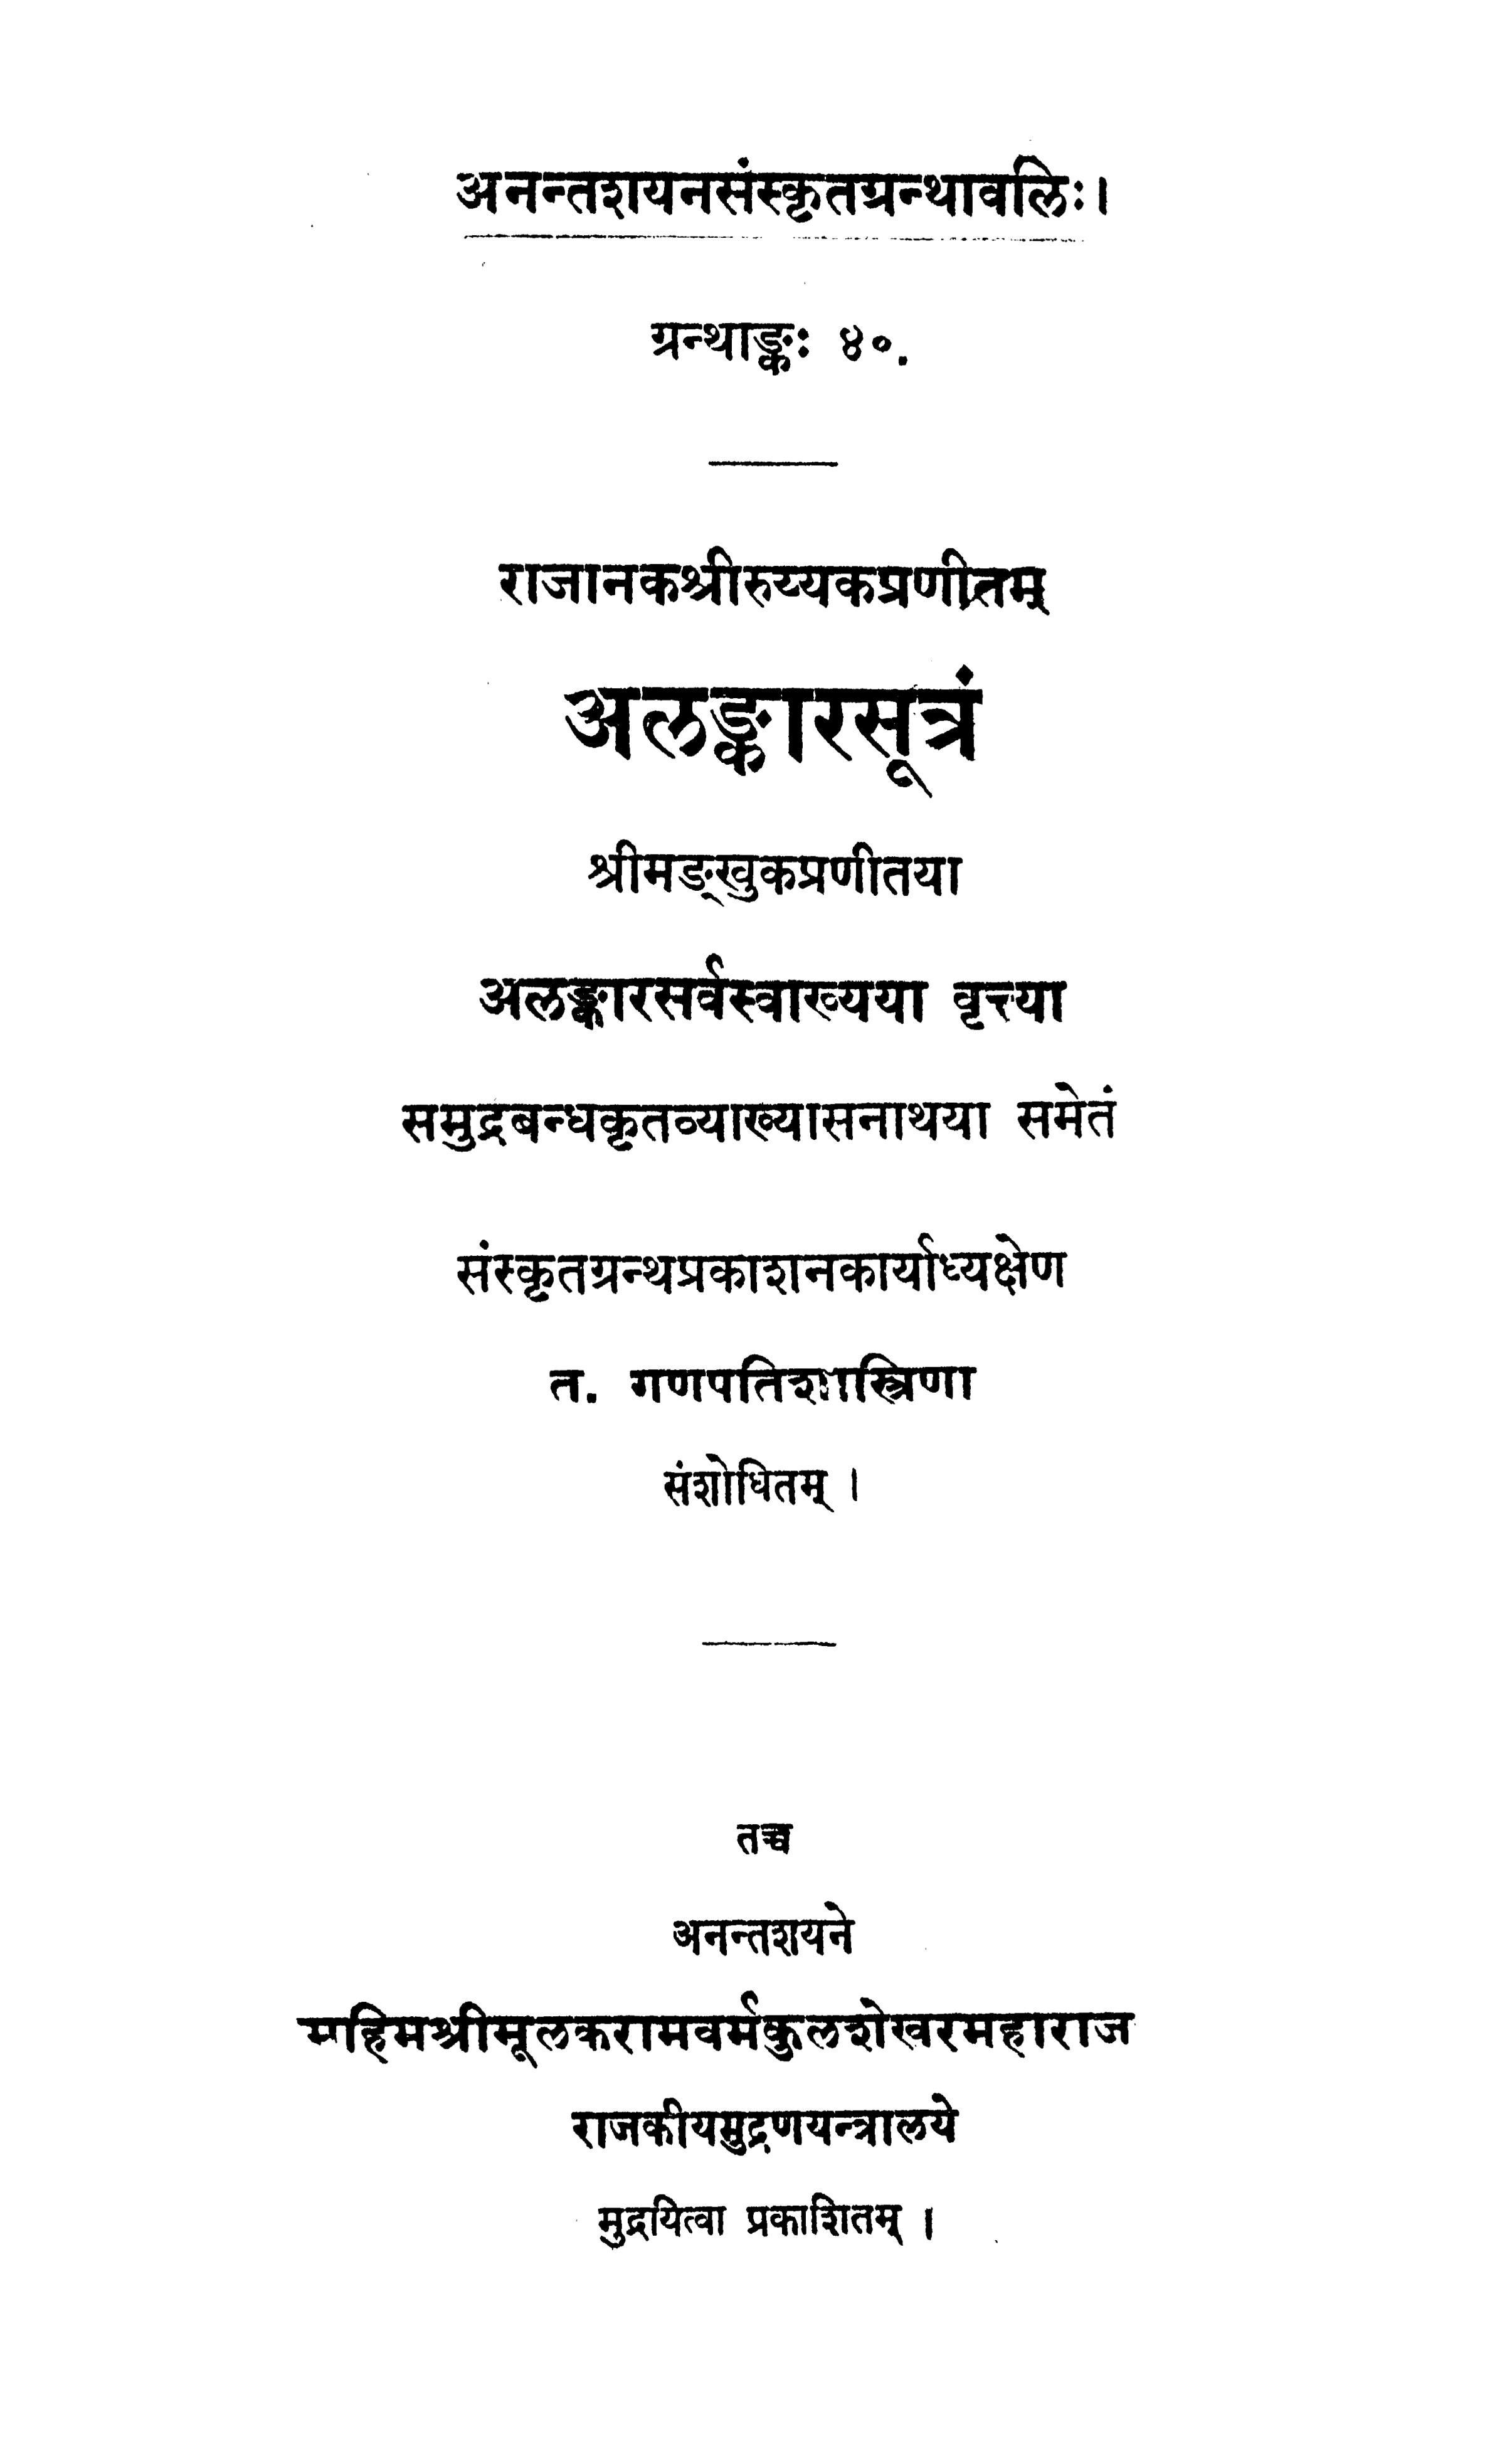 अनन्तशयनसंस्कृतग्रन्थावलिः।
ग्रन्थाङ्कः ४०.
राजानकश्रीरुय्यकप्रणीतम्
अलङ्कारसूत्रं
श्रीमङ्खुकप्रणीतया
अलङ्कारसर्वस्वाख्यया वृत्त्या
समुद्रबन्धकृतव्याख्यासनाथया समेतं
संस्कृतग्रन्थप्रकाशनकार्याध्यक्षेण
त. गणपतिशास्त्रिणा
संशोधितम् ।
तच्च
अनन्तशयने
महिमश्रीमूलकरामवर्मकुलशेखरमहाराज
राजकीयमुद्रणयन्त्रालये
मुद्रयित्वा प्रकाशितम् ।